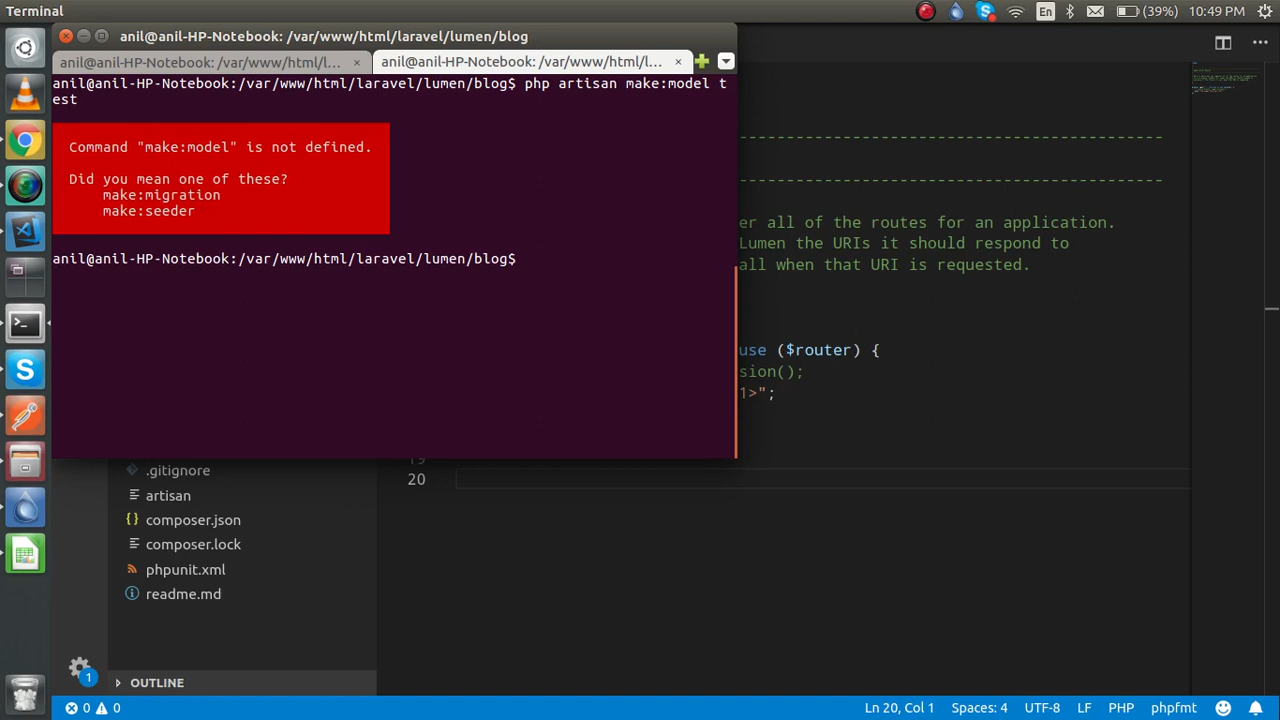 Terminal
En
(39%)
10:49 PM
anil@anil-HP-Notebook: /var/www/html/laravel/lumen/blog
anil@anil-HP-Notebook: /var/www/html/l...
anil@anil-HP-Notebook: /var/www/html/l...
anil@anil-HP-Notebook:/var/www/html/laravel/lumen/blog$ php artisan make:model t
est
Command "make:model" is not defined.
Did you mean one of these?
make:migration
make:seeder
anil@anil-HP-Notebook:/var/www/html/laravel/lumen/blog$
er all of the routes for an application.
Lumen the URIs it should respond to
all when that URI is requested.
use ($router) {
sion();
1>";
19
20
.gitignore
artisan
composer.json
composer.lock
phpunit.xml
readme.md
1
OUTLINE
0 0
Ln 20, Col 1
Spaces: 4
UTF-8
LF
PHP
phpfmt